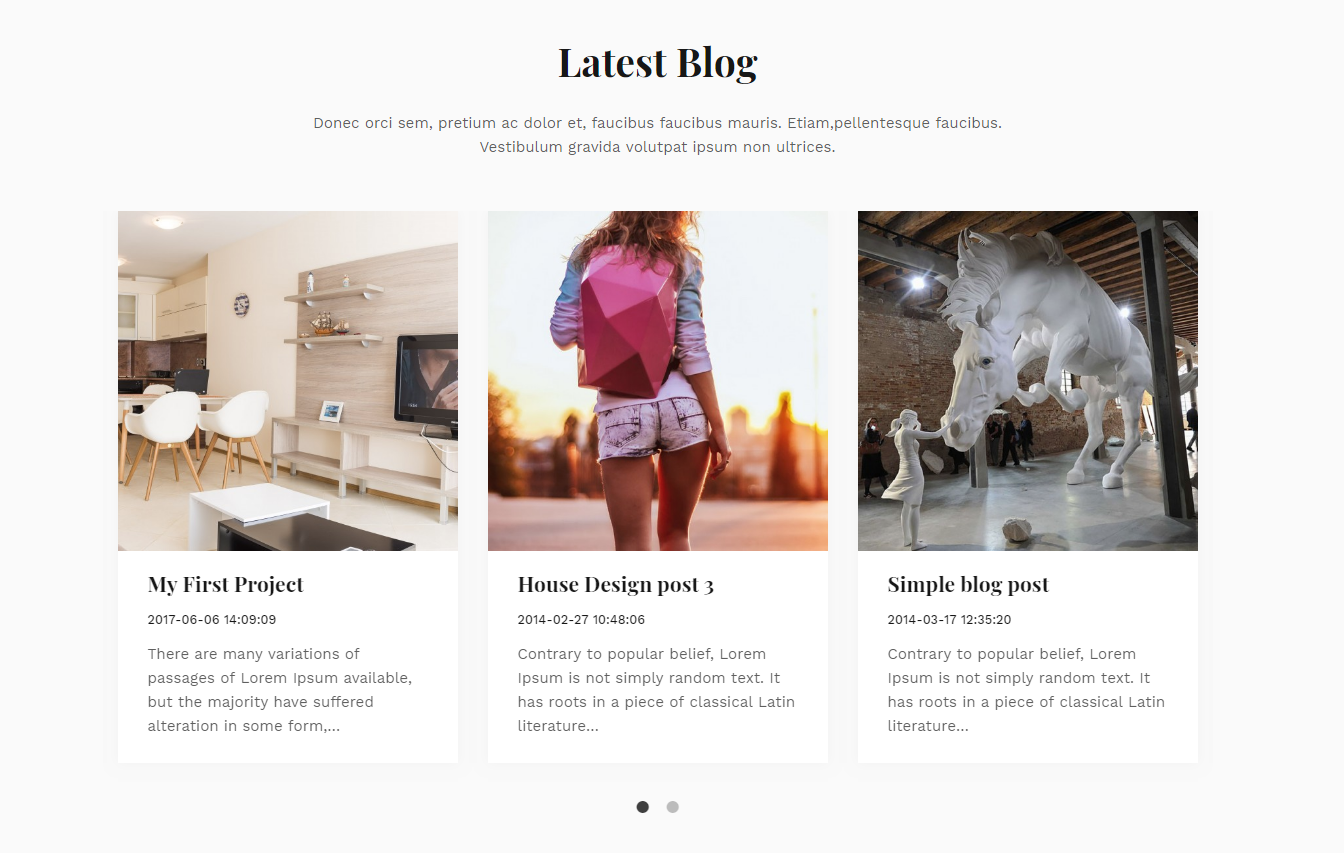 Latest Blog
Donec orci sem, pretium ac dolor et, faucibus faucibus mauris. Etiam,pellentesque faucibus.
Vestibulum gravida volutpat ipsum non ultrices.
My First Project
2017-06-06 14:09:09
There are many variations of
passages of Lorem Ipsum available,
but the majority have suffered
alteration in some form,...
House Design post 3
2014-02-27 10:48:06
Contrary to popular belief, Lorem
Ipsum is not simply random text. It
has roots in a piece of classical Latin
literature...
Simple blog post
2014-03-17 12:35:20
Contrary to popular belief, Lorem
Ipsum is not simply random text. It
has roots in a piece of classical Latin
literature...